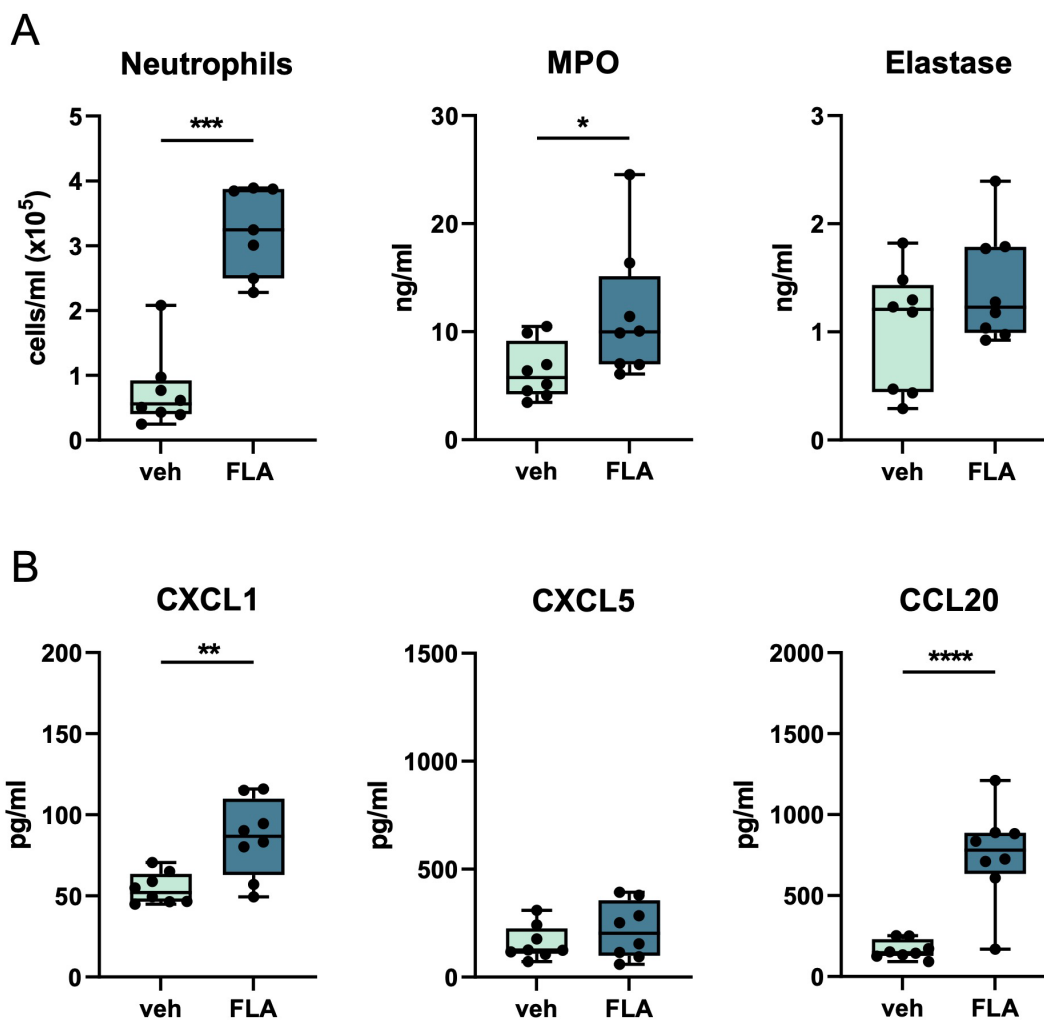 A
Neutrophils
MPO
Elastase
5
4
3
2
1
0
cells/ml (x10⁵)
***
veh
FLA
30
20
10
0
ng/ml
*
veh
FLA
3
2
1
0
ng/ml
veh
FLA
B
CXCL1
CXCL5
CCL20
200
150
100
50
0
pg/ml
**
veh
FLA
1500
1000
500
0
pg/ml
veh
FLA
2000
1500
1000
500
0
pg/ml
****
veh
FLA